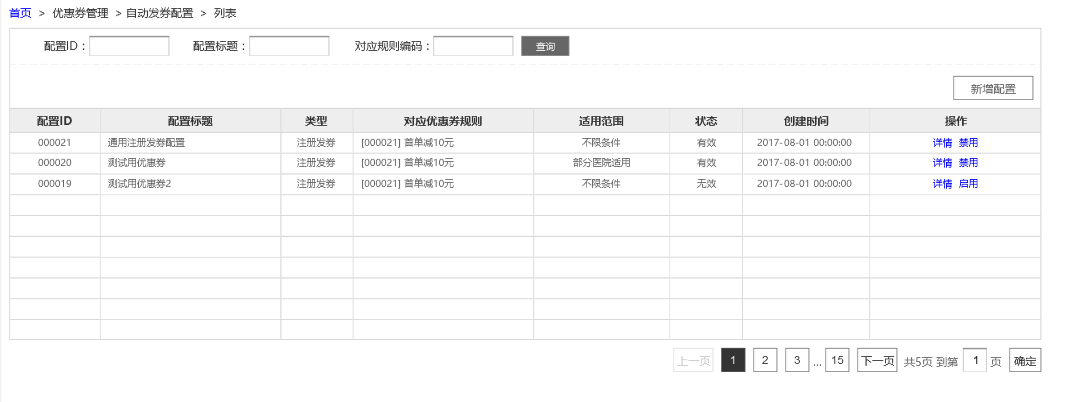 首页 > 优惠券管理 > 自动发券配置 > 列表
配置ID： 配置标题： 对应规则编码： 查询
新增配置
配置ID 配置标题 类型 对应优惠券规则 适用范围 状态 创建时间 操作
000021 通用注册发券配置 注册发券 [000021] 首单减10元 不限条件 有效 2017-08-01 00:00:00 详情 禁用
000020 测试用优惠券 注册发券 [000021] 首单减10元 部分医院适用 有效 2017-08-01 00:00:00 详情 禁用
000019 测试用优惠券2 注册发券 [000021] 首单减10元 不限条件 无效 2017-08-01 00:00:00 详情 启用
上一页 1 2 3 ... 15 下一页 共5页 到第 1 页 确定